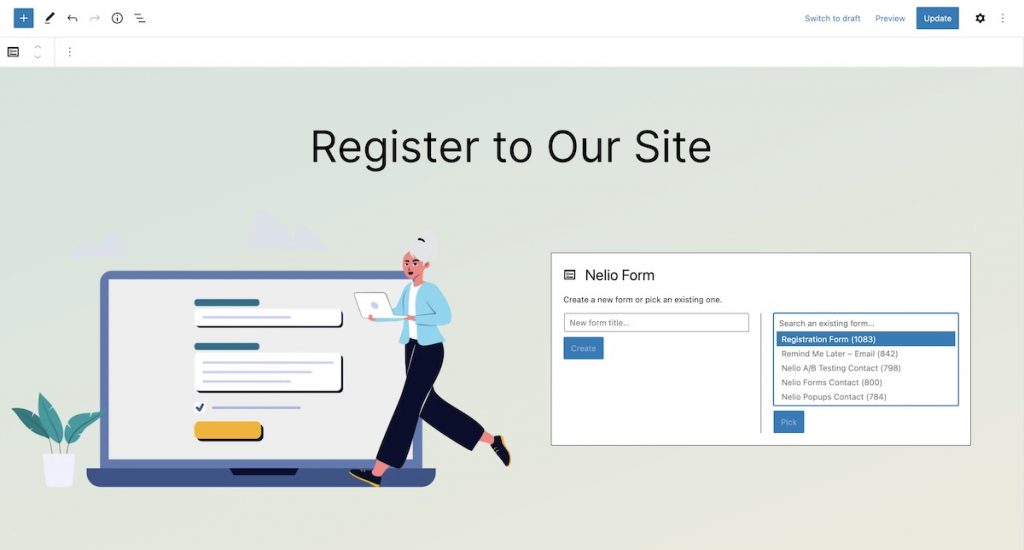 Switch to draft
Preview
Update
Register to Our Site
Nelio Form
Create a new form or pick an existing one.
New form title...
Create
Search an existing form...
Registration Form (1083)
Remind Me Later – Email (842)
Nelio A/B Testing Contact (798)
Nelio Forms Contact (800)
Nelio Popups Contact (784)
Pick